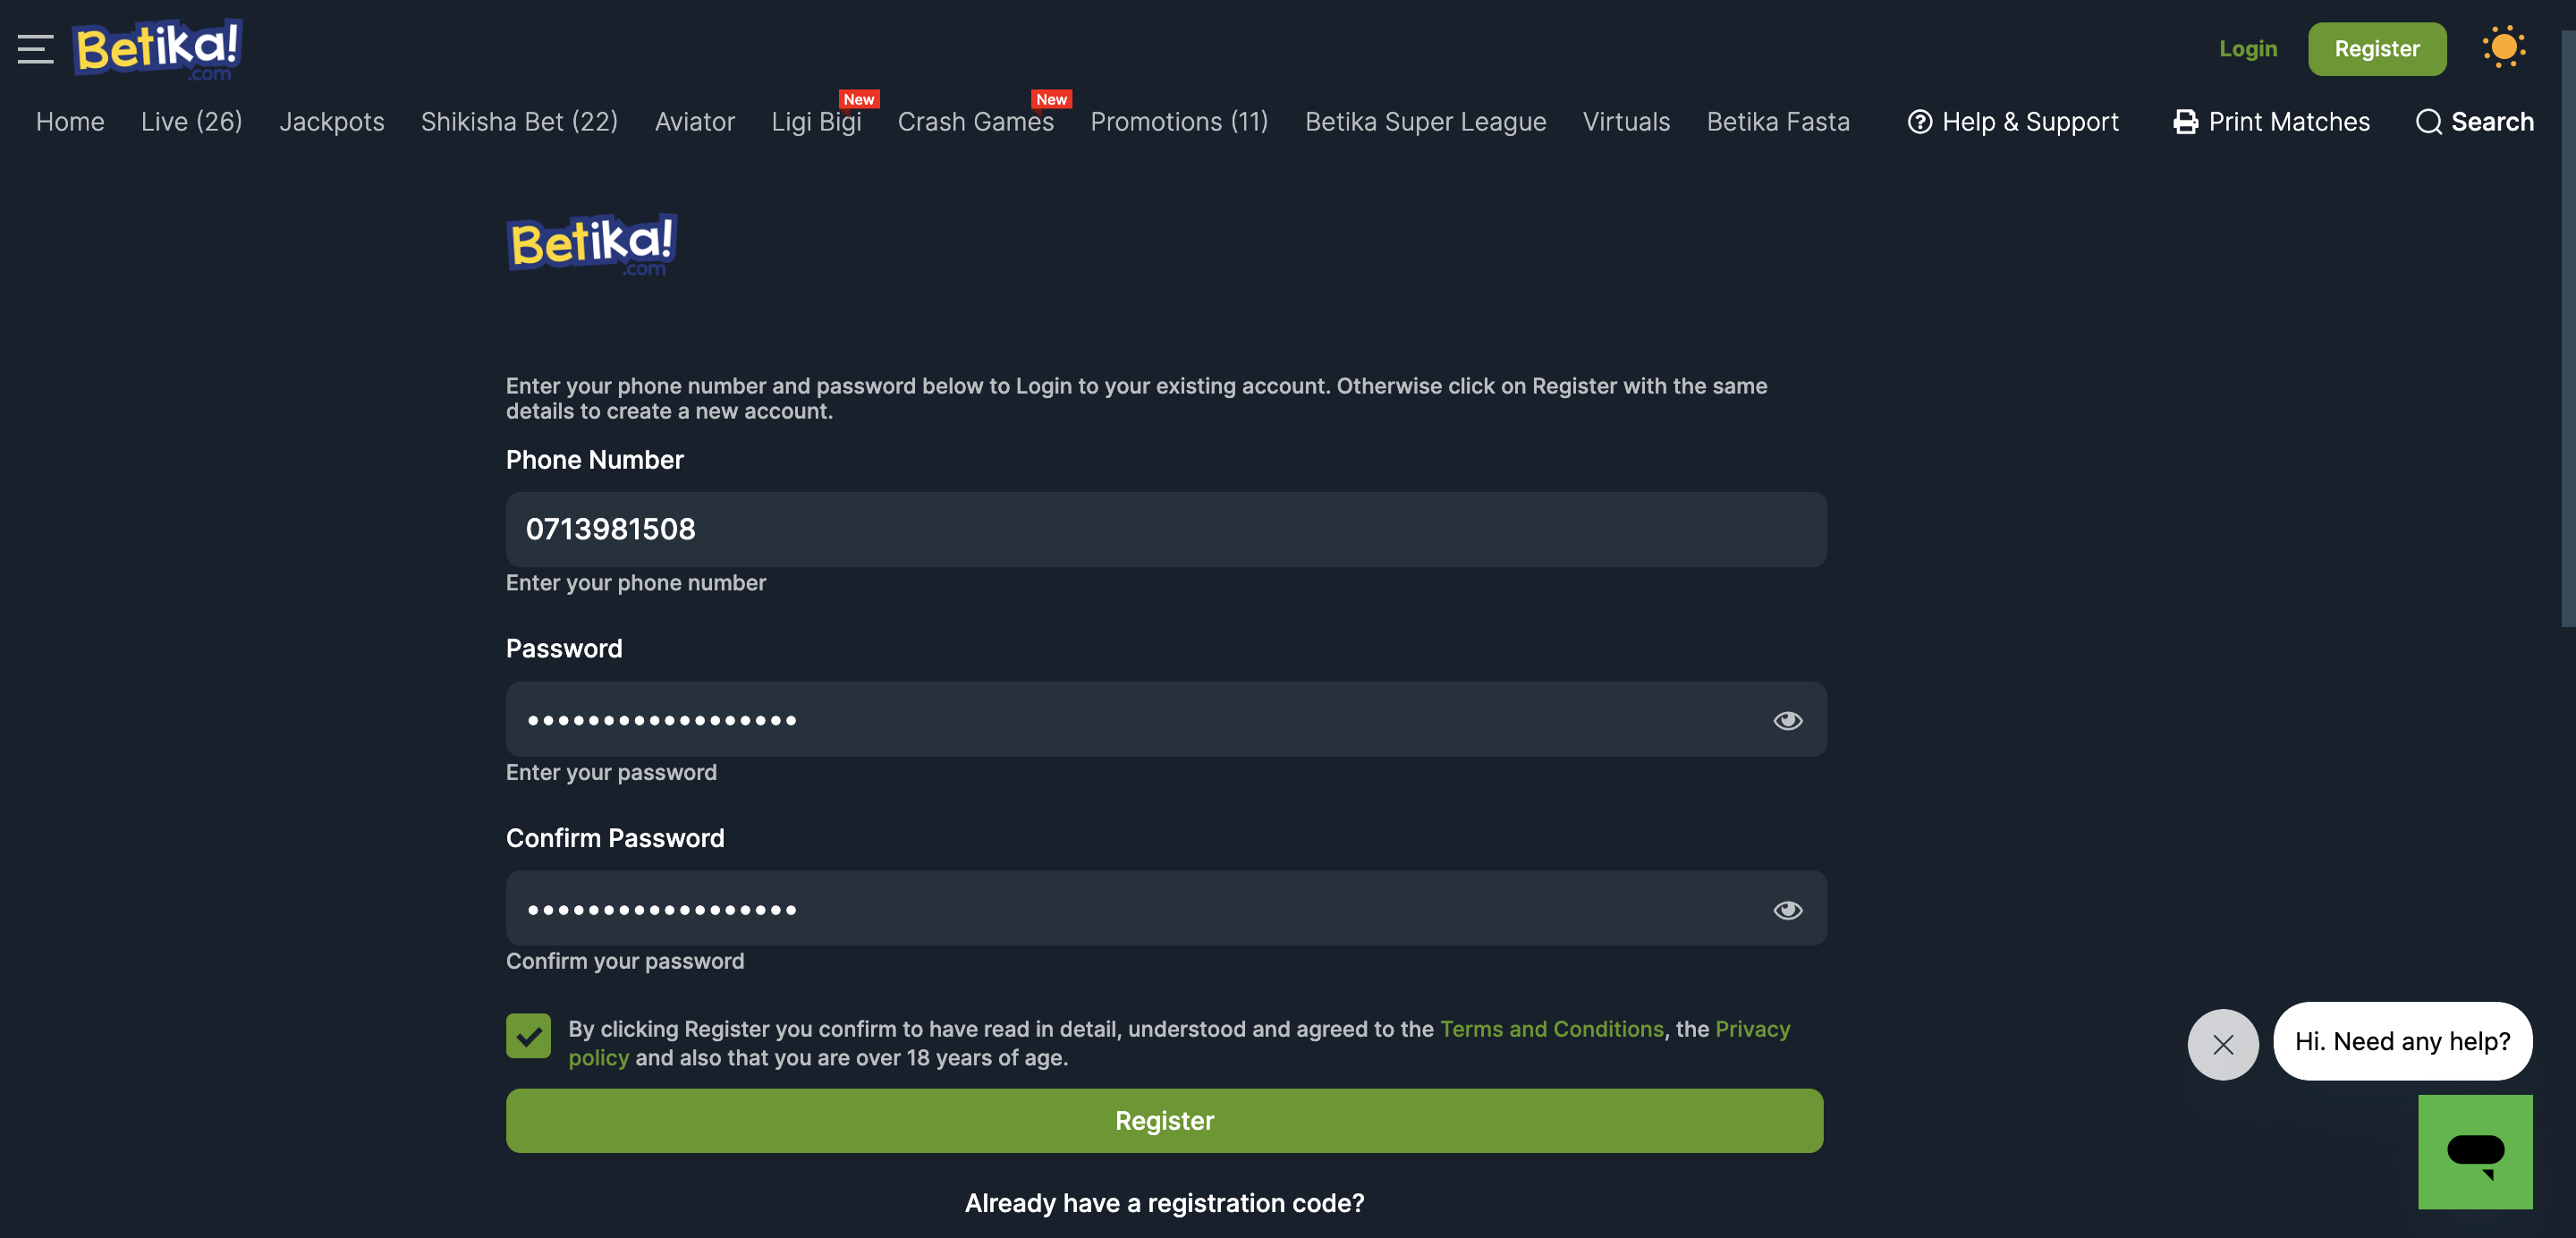 Betika!
.com
Login
Register
Home
Live (26)
Jackpots
Shikisha Bet (22)
Aviator
Ligi Bigi
New
Crash Games
New
Promotions (11)
Betika Super League
Virtuals
Betika Fasta
Help & Support
Print Matches
Search
Betika!
.com
Enter your phone number and password below to Login to your existing account. Otherwise click on Register with the same
details to create a new account.
Phone Number
0713981508
Enter your phone number
Password
••••••••••••••••••
Enter your password
Confirm Password
••••••••••••••••••
Confirm your password
By clicking Register you confirm to have read in detail, understood and agreed to the Terms and Conditions, the Privacy
policy and also that you are over 18 years of age.
Register
Already have a registration code?
Hi. Need any help?